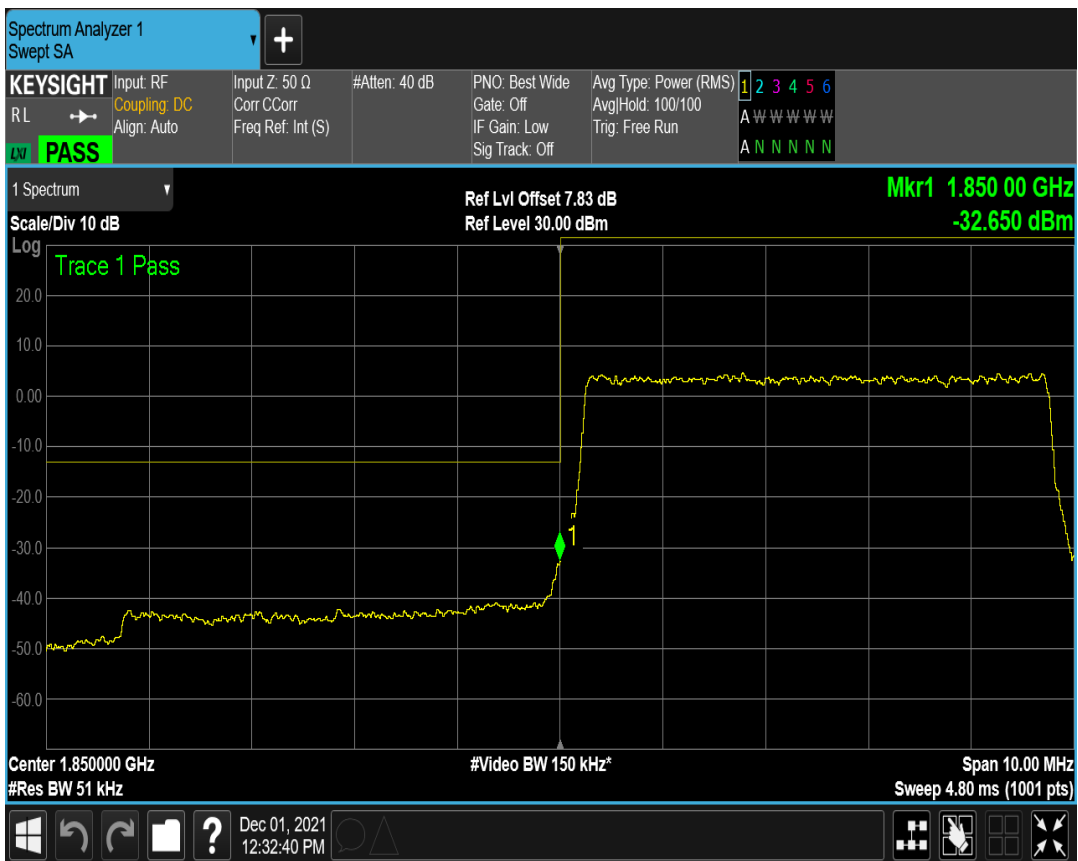 Spectrum Analyzer 1
Swept SA
+
KEYSIGHT
RL
LXI PASS
Input: RF
Coupling: DC
Align: Auto
Input Z: 50 Ω
Corr CCorr
Freq Ref: Int (S)
#Atten: 40 dB
PNO: Best Wide
Gate: Off
IF Gain: Low
Sig Track: Off
Avg Type: Power (RMS)
Avg|Hold: 100/100
Trig: Free Run
1 2 3 4 5 6
A W W W W W
A N N N N N
1 Spectrum
Scale/Div 10 dB
Ref Lvl Offset 7.83 dB
Ref Level 30.00 dBm
Mkr1 1.850 00 GHz
-32.650 dBm
Log
Trace 1 Pass
20.0
10.0
0.00
-10.0
-20.0
-30.0
-40.0
-50.0
-60.0
1
Center 1.850000 GHz
#Res BW 51 kHz
#Video BW 150 kHz*
Span 10.00 MHz
Sweep 4.80 ms (1001 pts)
?
Dec 01, 2021
12:32:40 PM